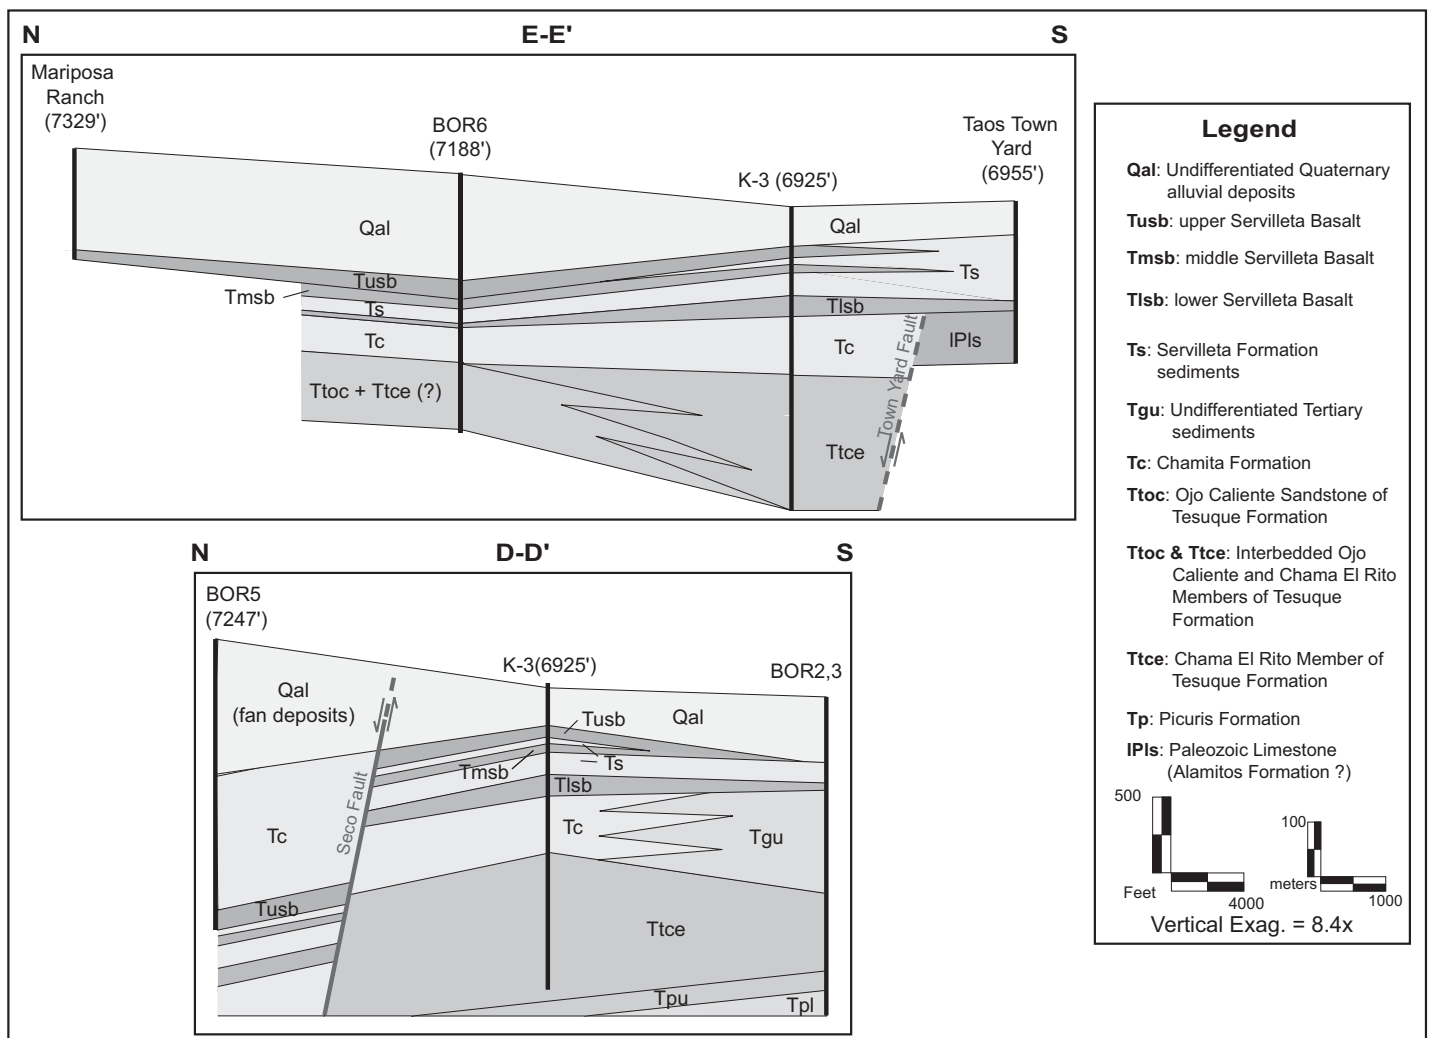 N
E-E'
S
Mariposa
Ranch
(7329')
BOR6
(7188')
K-3 (6925')
Taos Town
Yard
(6955')
Qal
Qal
Tusb
Tmsb
Ts
Ts
Tlsb
Tc
Tc
lPls
Town Yard Fault
Ttoc + Ttce (?)
Ttce
N
D-D'
S
BOR5
(7247')
K-3(6925')
BOR2,3
Qal
(fan deposits)
Tusb
Qal
Tmsb
Ts
Tlsb
Seco Fault
Tc
Tc
Tgu
Tusb
Ttce
Tpu
Tpl
Legend
Qal: Undifferentiated Quaternary
alluvial deposits
Tusb: upper Servilleta Basalt
Tmsb: middle Servilleta Basalt
Tlsb: lower Servilleta Basalt
Ts: Servilleta Formation
sediments
Tgu: Undifferentiated Tertiary
sediments
Tc: Chamita Formation
Ttoc: Ojo Caliente Sandstone of
Tesuque Formation
Ttoc & Ttce: Interbedded Ojo
Caliente and Chama El Rito
Members of Tesuque
Formation
Ttce: Chama El Rito Member of
Tesuque Formation
Tp: Picuris Formation
lPls: Paleozoic Limestone
(Alamitos Formation ?)
500
Feet
4000
100
meters
1000
Vertical Exag. = 8.4x